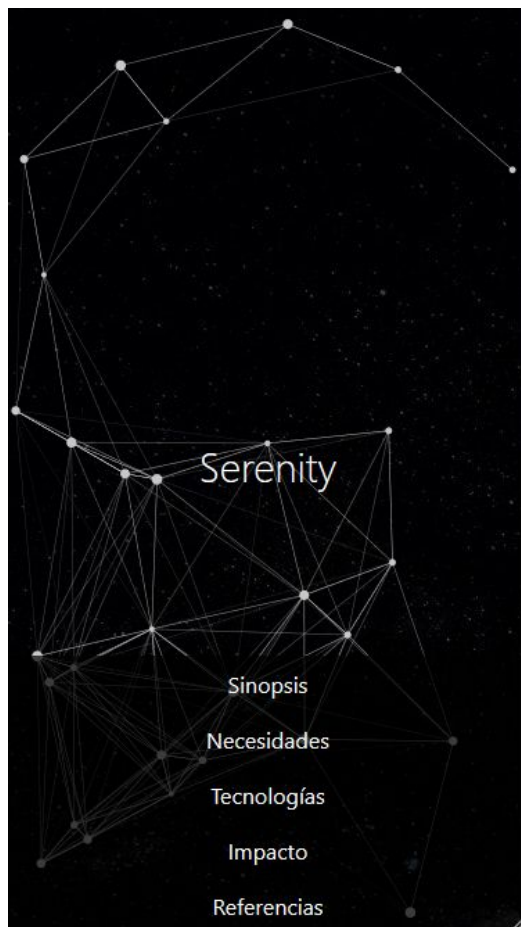 Serenity
Sinopsis
Necesidades
Tecnologías
Impacto
Referencias